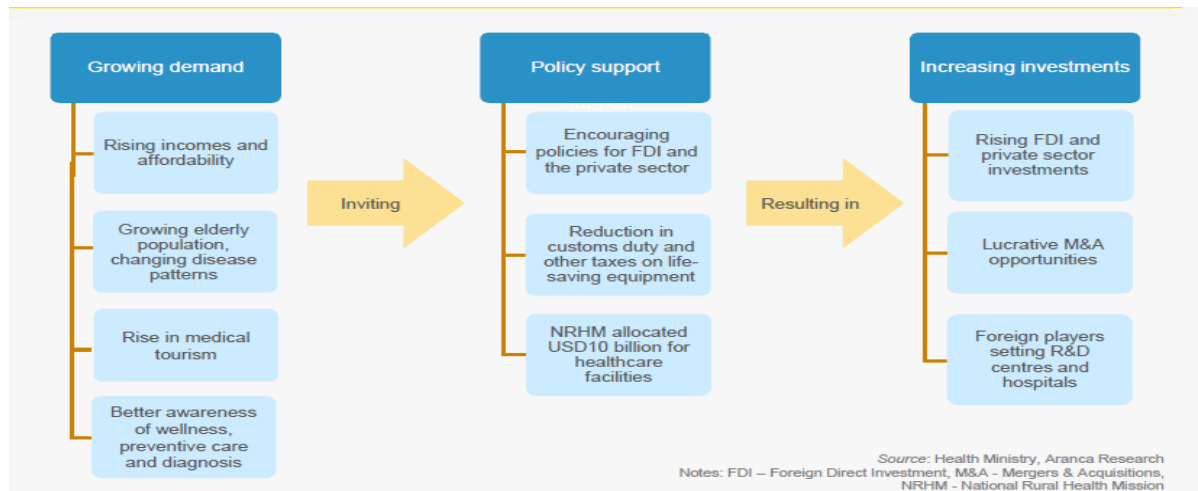 Growing demand
Rising incomes and
affordability
Growing elderly
population,
changing disease
patterns
Rise in medical
tourism
Better awareness
of wellness,
preventive care
and diagnosis
Inviting
Policy support
Encouraging
policies for FDI and
the private sector
Reduction in
customs duty and
other taxes on life-
saving equipment
NRHM allocated
USD10 billion for
healthcare
facilities
Resulting in
Increasing investments
Rising FDI and
private sector
investments
Lucrative M&A
opportunities
Foreign players
setting R&D
centres and
hospitals
Source: Health Ministry, Aranca Research
Notes: FDI – Foreign Direct Investment, M&A - Mergers & Acquisitions,
NRHM - National Rural Health Mission